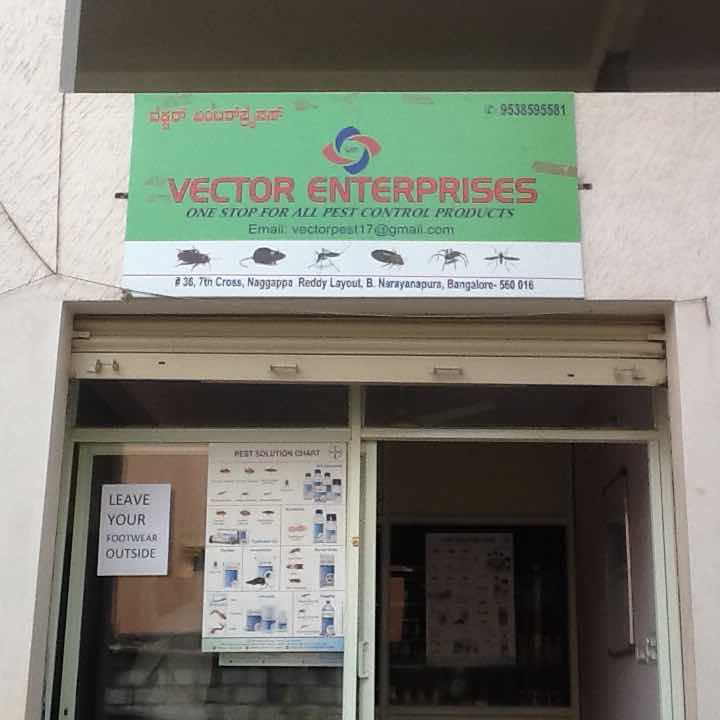 ವೆಕ್ಟರ್ ಎಂಟರ್‌ಪ್ರೈಸಸ್
✆ 9538595581
VECTOR ENTERPRISES
ONE STOP FOR ALL PEST CONTROL PRODUCTS
Email: vectorpest17@gmail.com
# 36, 7th Cross, Naggappa Reddy Layout, B. Narayanapura, Bangalore- 560 016
PEST SOLUTION CHART
LEAVE
YOUR
FOOTWEAR
OUTSIDE